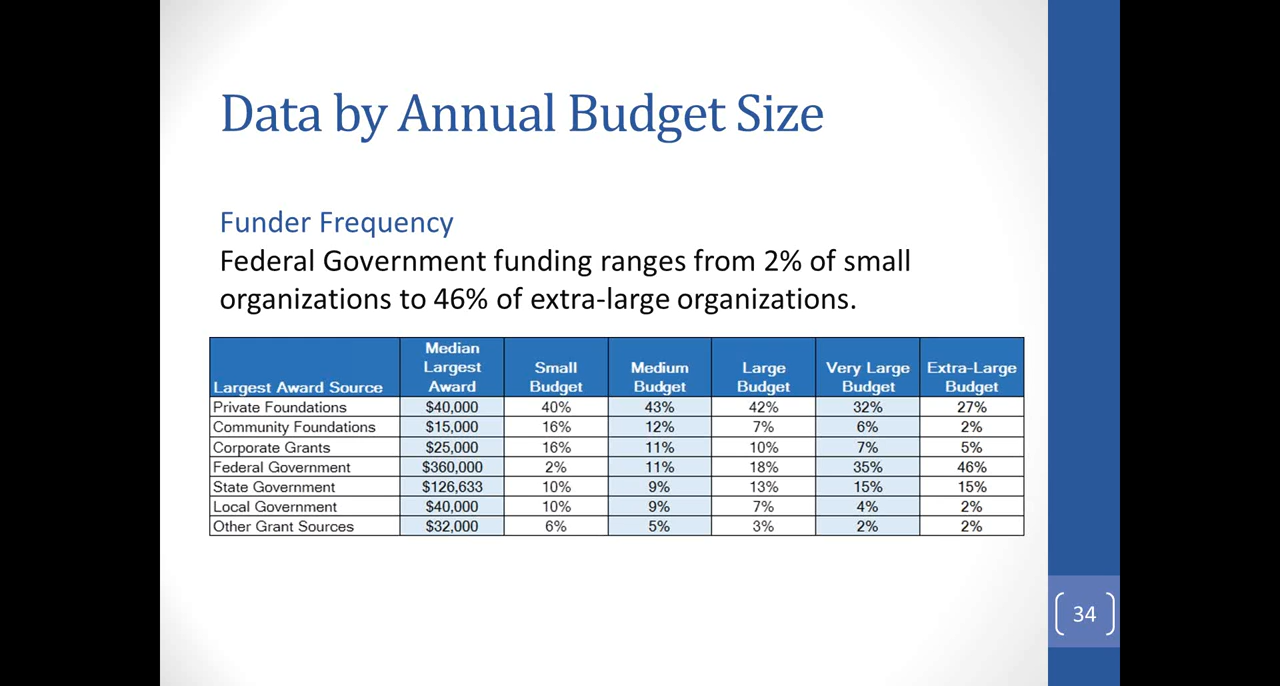 Data by Annual Budget Size
Funder Frequency
Federal Government funding ranges from 2% of small
organizations to 46% of extra-large organizations.
Largest Award Source Median Largest Award Small Budget Medium Budget Large Budget Very Large Budget Extra-Large Budget
Private Foundations $40,000 40% 43% 42% 32% 27%
Community Foundations $15,000 16% 12% 7% 6% 2%
Corporate Grants $25,000 16% 11% 10% 7% 5%
Federal Government $360,000 2% 11% 18% 35% 46%
State Government $126,633 10% 9% 13% 15% 15%
Local Government $40,000 10% 9% 7% 4% 2%
Other Grant Sources $32,000 6% 5% 3% 2% 2%
34